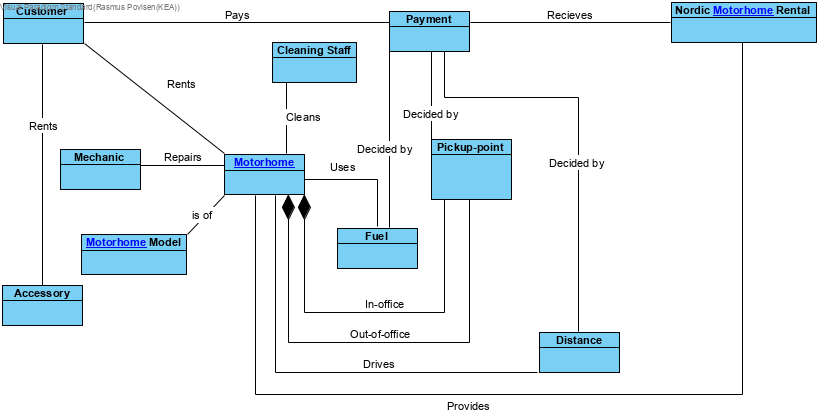 Visual Paradigm Standard(Rasmus Povlsen(KEA))
Customer
Pays
Payment
Recieves
Nordic Motorhome Rental
Cleaning Staff
Rents
Cleans
Decided by
Rents
Decided by
Pickup-point
Mechanic
Repairs
Motorhome
Uses
Decided by
is of
Fuel
Motorhome Model
Accessory
In-office
Out-of-office
Distance
Drives
Provides